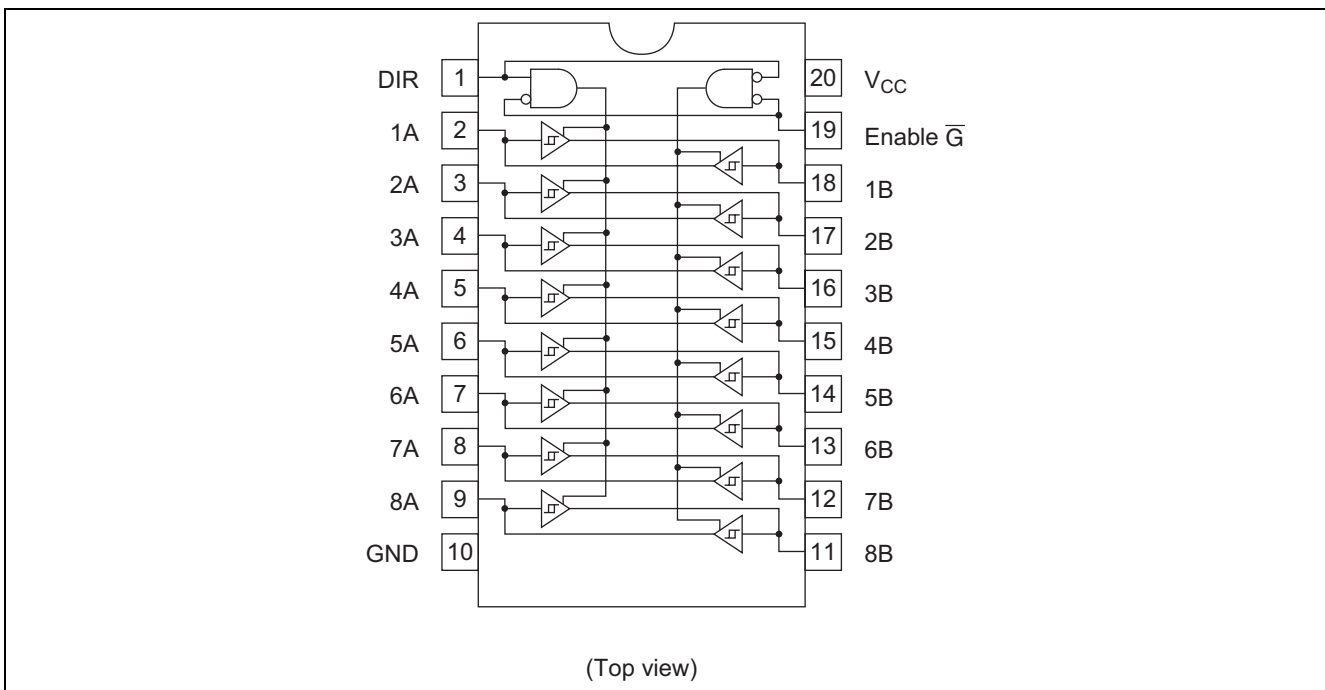 DIR 1 20 VCC
1A 2 19 Enable G̅
2A 3 18 1B
3A 4 17 2B
4A 5 16 3B
5A 6 15 4B
6A 7 14 5B
7A 8 13 6B
8A 9 12 7B
GND 10 11 8B
(Top view)